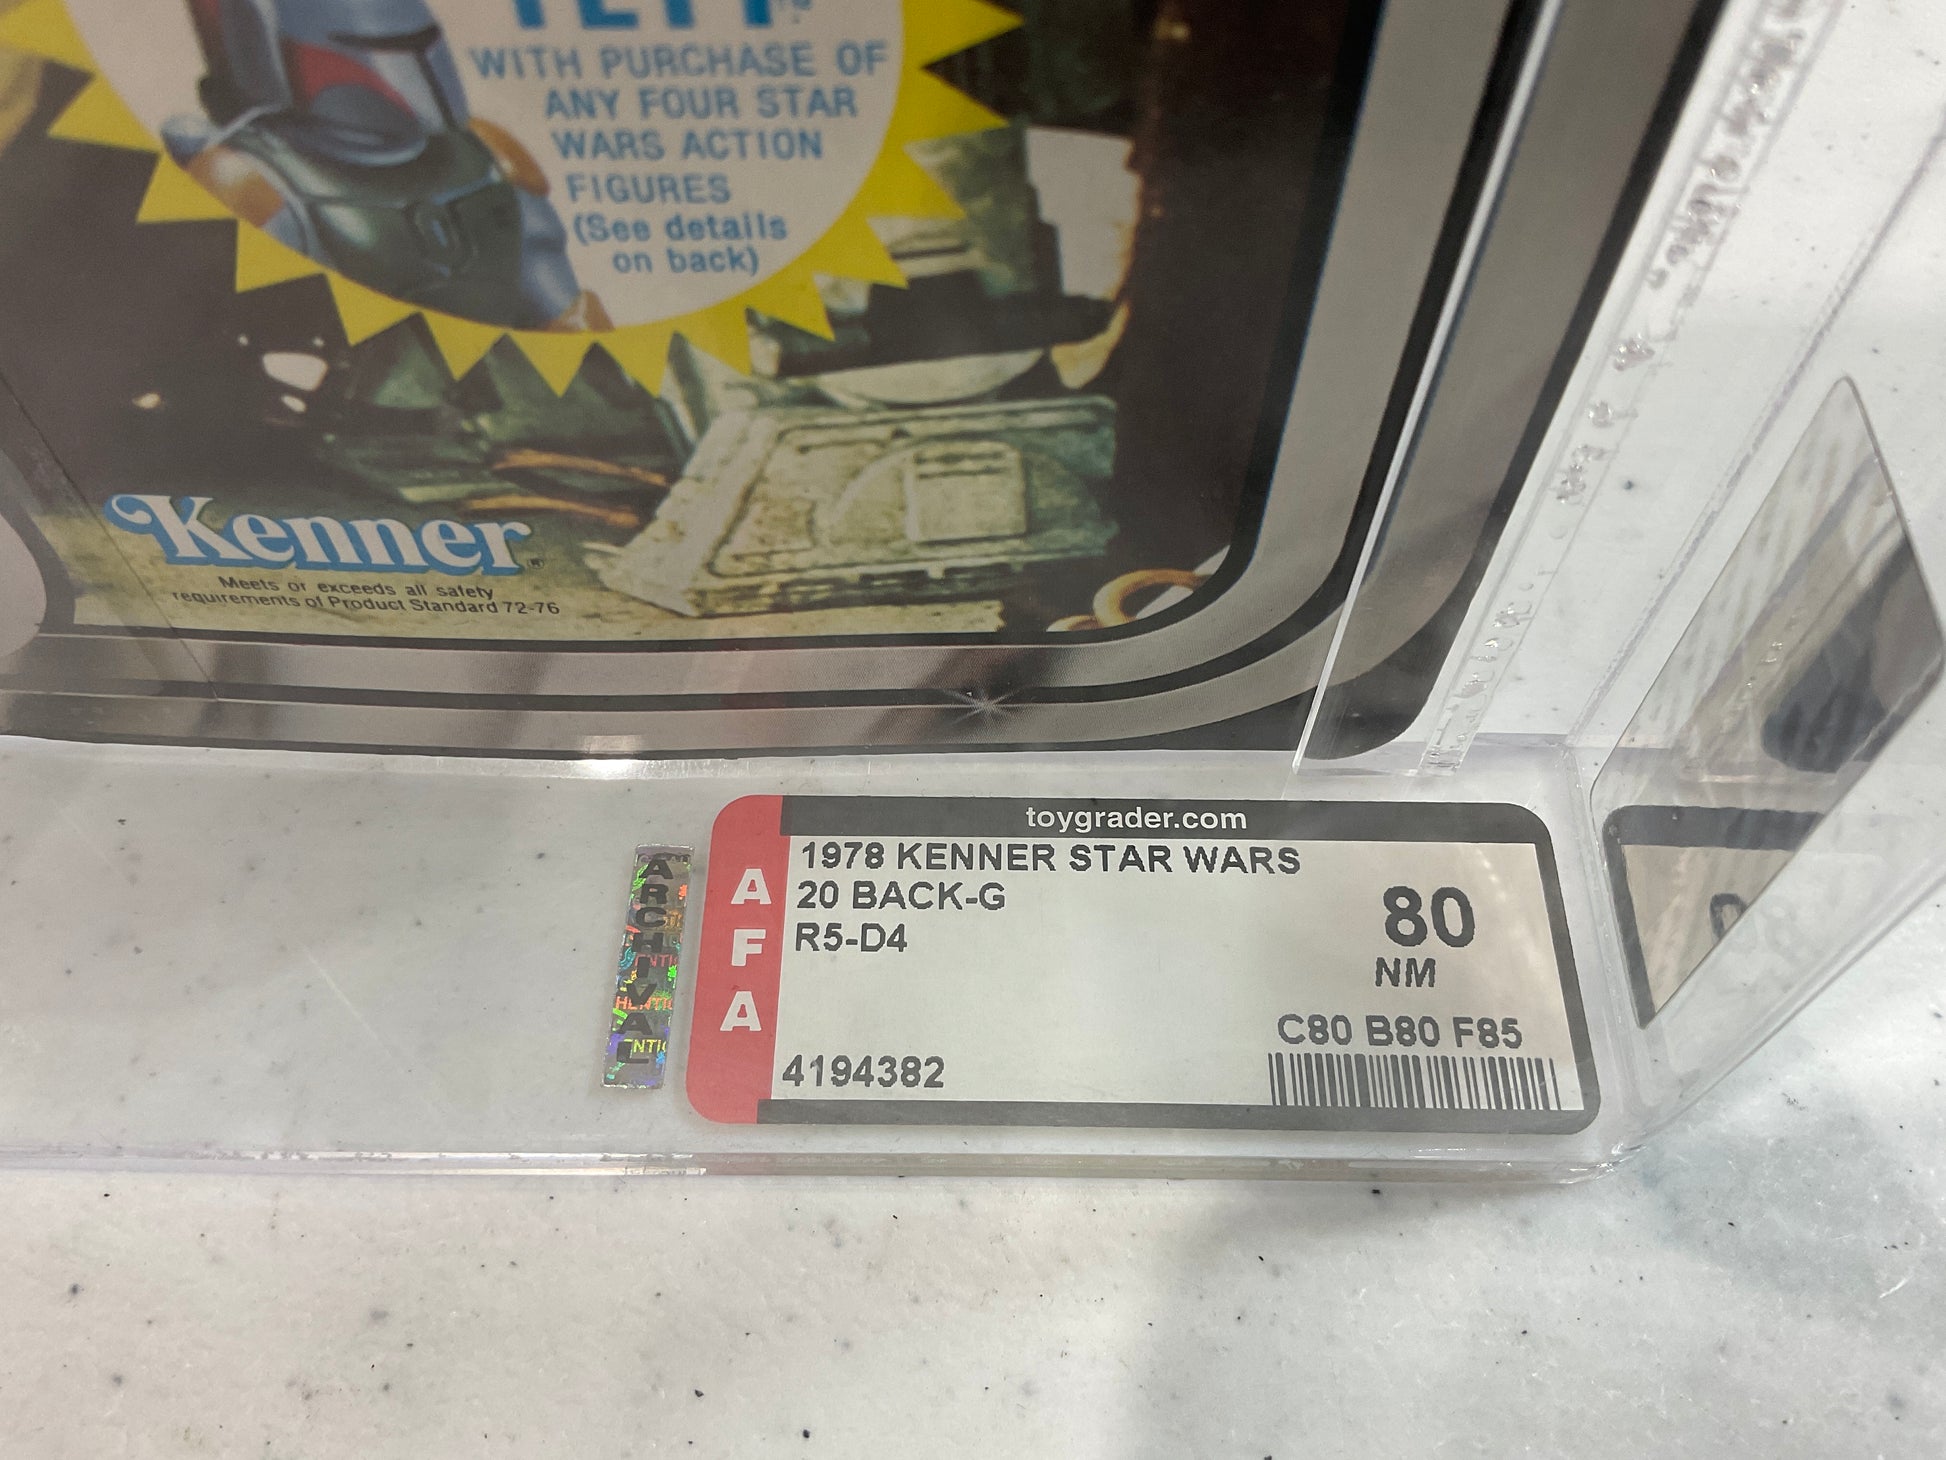 WITH PURCHASE OF
ANY FOUR STAR
WARS ACTION
FIGURES
(See details
on back)
Kenner®
Meets or exceeds all safety
requirements of Product Standard 72-76
ARCHIVAL
toygrader.com
AFA
1978 KENNER STAR WARS
20 BACK-G
R5-D4
80
NM
C80 B80 F85
4194382